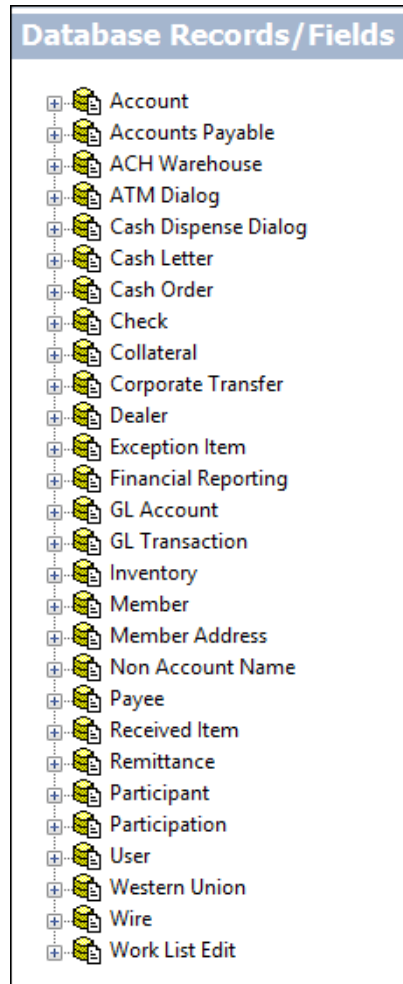 Database Records/Fields
Account
Accounts Payable
ACH Warehouse
ATM Dialog
Cash Dispense Dialog
Cash Letter
Cash Order
Check
Collateral
Corporate Transfer
Dealer
Exception Item
Financial Reporting
GL Account
GL Transaction
Inventory
Member
Member Address
Non Account Name
Payee
Received Item
Remittance
Participant
Participation
User
Western Union
Wire
Work List Edit